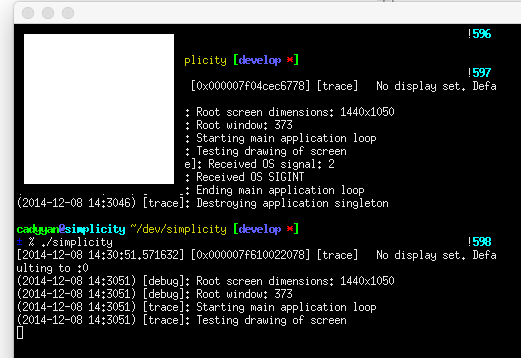 !596
plicity [develop *]
!597
[0x000007f04cec6778] [trace] No display set. Defa
: Root screen dimensions: 1440x1050
: Root window: 373
: Starting main application loop
: Testing drawing of screen
e]: Received OS signal: 2
: Received OS SIGINT
: Ending main application loop
(2014-12-08 14:3046) [trace]: Destroying application singleton
cadyyan@simplicity ~/dev/simplicity [develop *]
: % ./simplicity !598
[2014-12-08 14:30:51.571632] [0x000007f610022078] [trace] No display set. Defa
ulting to :0
(2014-12-08 14:3051) [debug]: Root screen dimensions: 1440x1050
(2014-12-08 14:3051) [debug]: Root window: 373
(2014-12-08 14:3051) [trace]: Starting main application loop
(2014-12-08 14:3051) [trace]: Testing drawing of screen